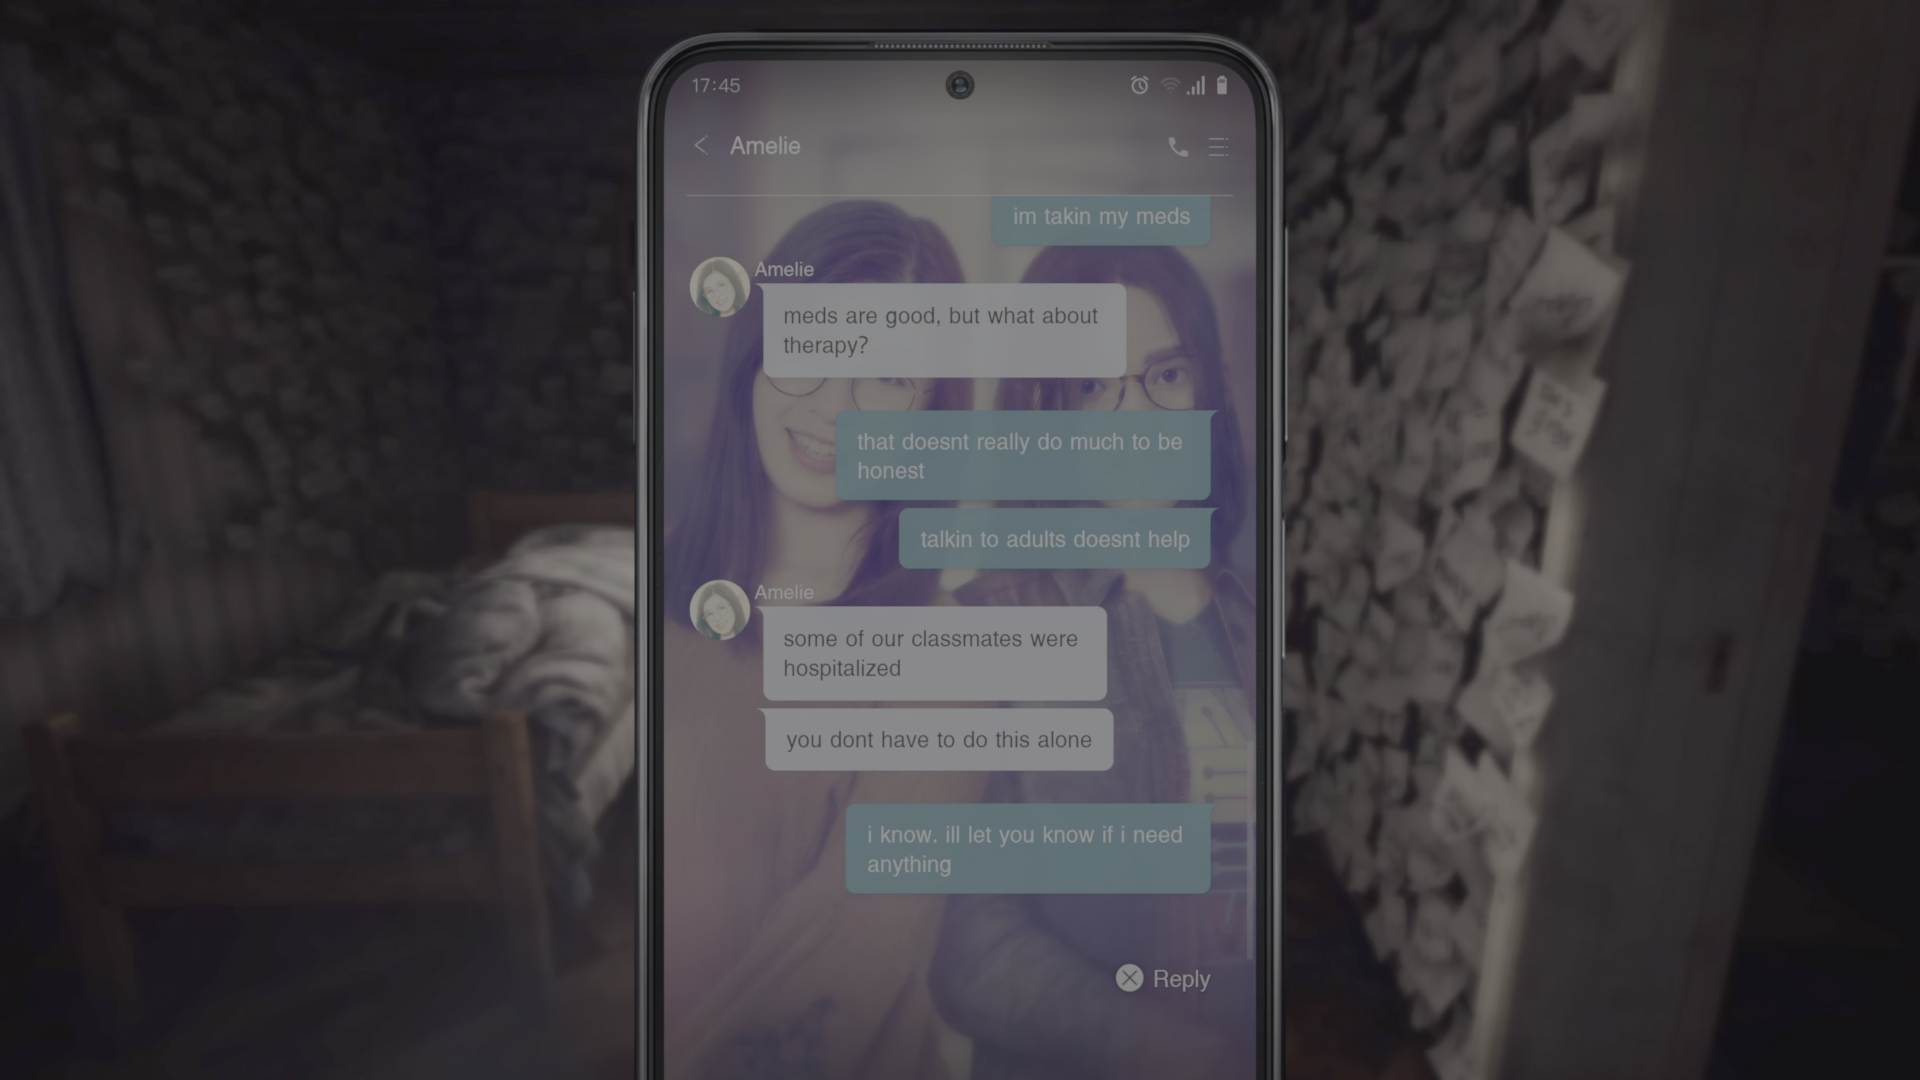 17:45
Amelie
im takin my meds
Amelie
meds are good, but what about
therapy?
that doesnt really do much to be
honest
talkin to adults doesnt help
Amelie
some of our classmates were
hospitalized
you dont have to do this alone
i know. ill let you know if i need
anything
Reply